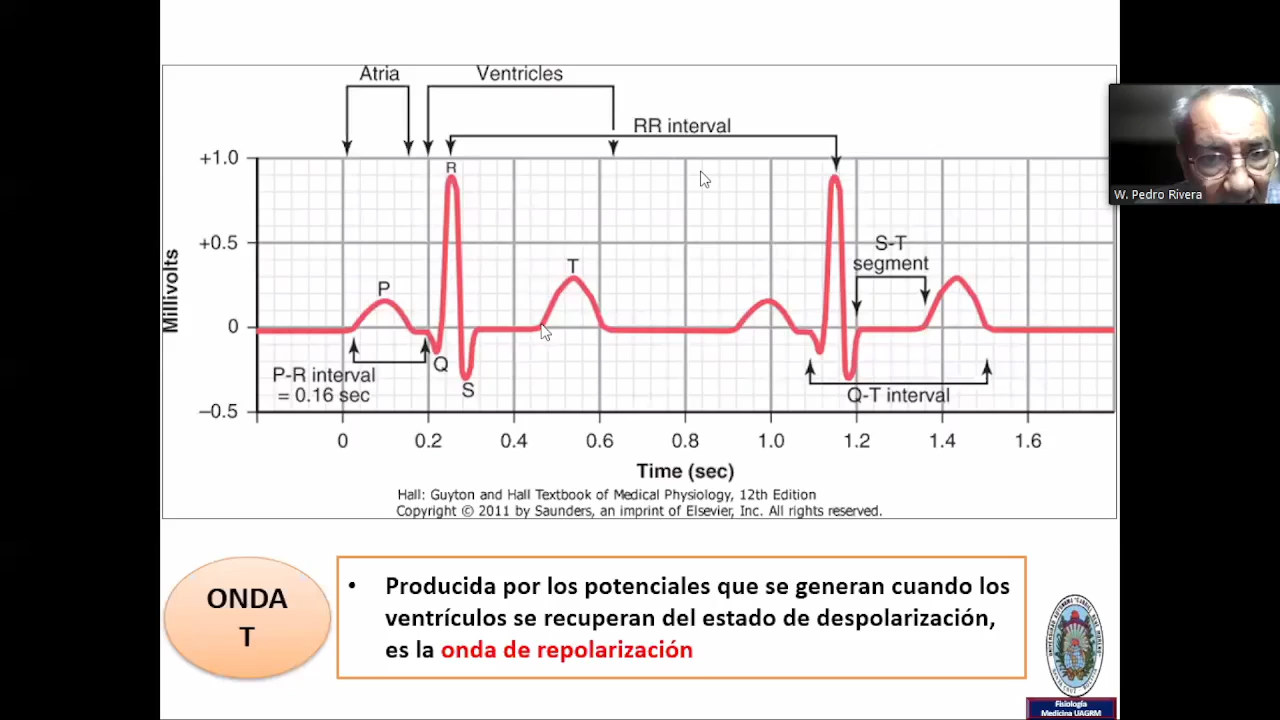 Atria
Ventricles
RR interval
+1.0
R
W. Pedro Rivera
+0.5
S-T
segment
T
P
Millivolts
0
P-R interval
= 0.16 sec
Q
S
Q-T interval
–0.5
0 0.2 0.4 0.6 0.8 1.0 1.2 1.4 1.6
Time (sec)
Hall: Guyton and Hall Textbook of Medical Physiology, 12th Edition
Copyright © 2011 by Saunders, an imprint of Elsevier, Inc. All rights reserved.
ONDA
T
• Producida por los potenciales que se generan cuando los
ventrículos se recuperan del estado de despolarización,
es la onda de repolarización
Fisiología
Medicina UAGRM